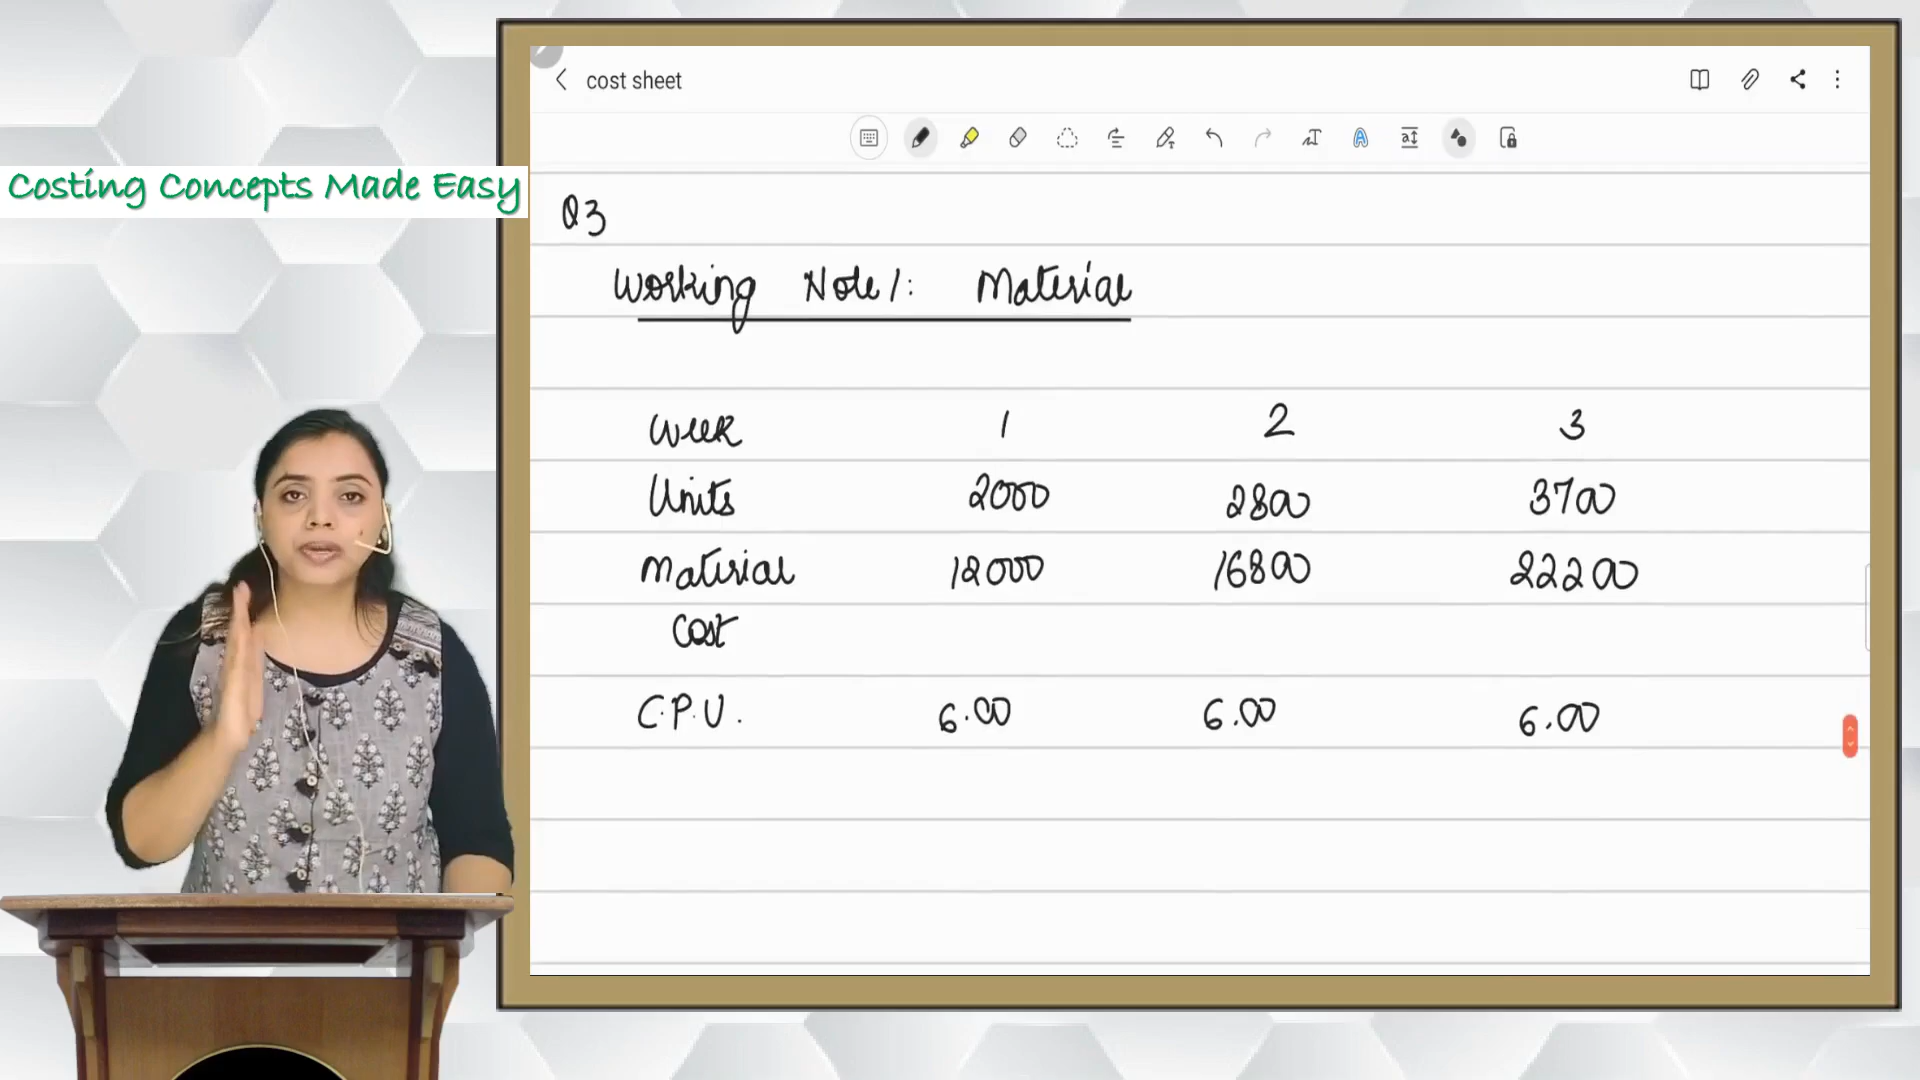 cost sheet
Costing Concepts Made Easy
Q3
Working Note 1: Material
Week 1 2 3
Units 2000 2800 3700
Material 12000 16800 22200
Cost
C.P.U. 6.00 6.00 6.00